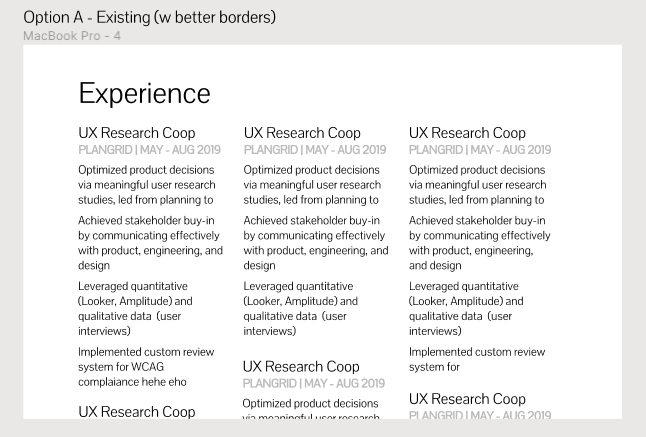 Option A - Existing (w better borders)
MacBook Pro - 4
Experience
UX Research Coop
PLANGRID | MAY - AUG 2019
Optimized product decisions
via meaningful user research
studies, led from planning to
Achieved stakeholder buy-in
by communicating effectively
with product, engineering, and
design
Leveraged quantitative
(Looker, Amplitude) and
qualitative data (user
interviews)
Implemented custom review
system for WCAG
complaiance hehe eho
UX Research Coop
UX Research Coop
PLANGRID | MAY - AUG 2019
Optimized product decisions
via meaningful user research
studies, led from planning to
Achieved stakeholder buy-in
by communicating effectively
with product, engineering, and
design
Leveraged quantitative
(Looker, Amplitude) and
qualitative data (user
interviews)
UX Research Coop
PLANGRID | MAY - AUG 2019
Optimized product decisions
via meaningful user research
UX Research Coop
PLANGRID | MAY - AUG 2019
Optimized product decisions
via meaningful user research
studies, led from planning to
Achieved stakeholder buy-in
by communicating effectively
with product, engineering,
and design
Leveraged quantitative
(Looker, Amplitude) and
qualitative data (user
interviews)
Implemented custom review
system for
UX Research Coop
PLANGRID | MAY - AUG 2019